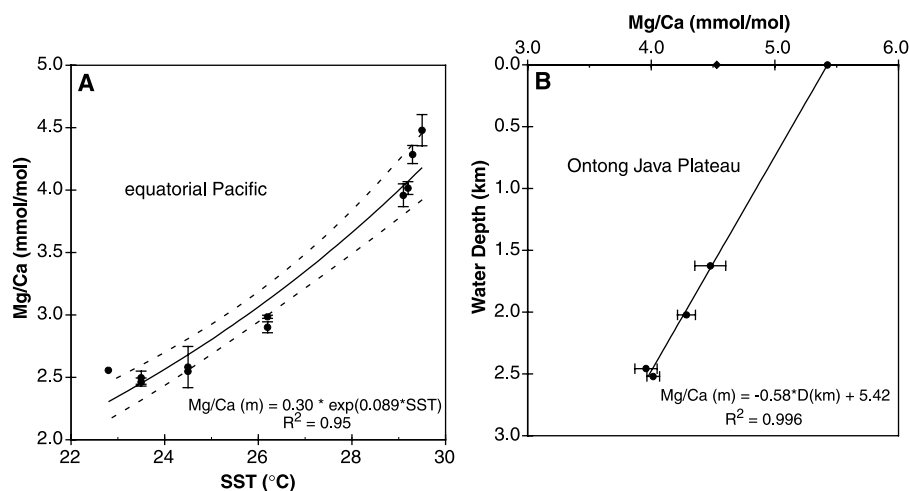 A
5.0
4.5
4.0
3.5
3.0
2.5
2.0
Mg/Ca (mmol/mol)
equatorial Pacific
Mg/Ca (m) = 0.30 * exp(0.089*SST)
R² = 0.95
22
24
26
28
30
SST (°C)
Mg/Ca (mmol/mol)
3.0
4.0
5.0
6.0
B
0.0
0.5
1.0
1.5
2.0
2.5
3.0
Water Depth (km)
Ontong Java Plateau
Mg/Ca (m) = -0.58*D(km) + 5.42
R² = 0.996